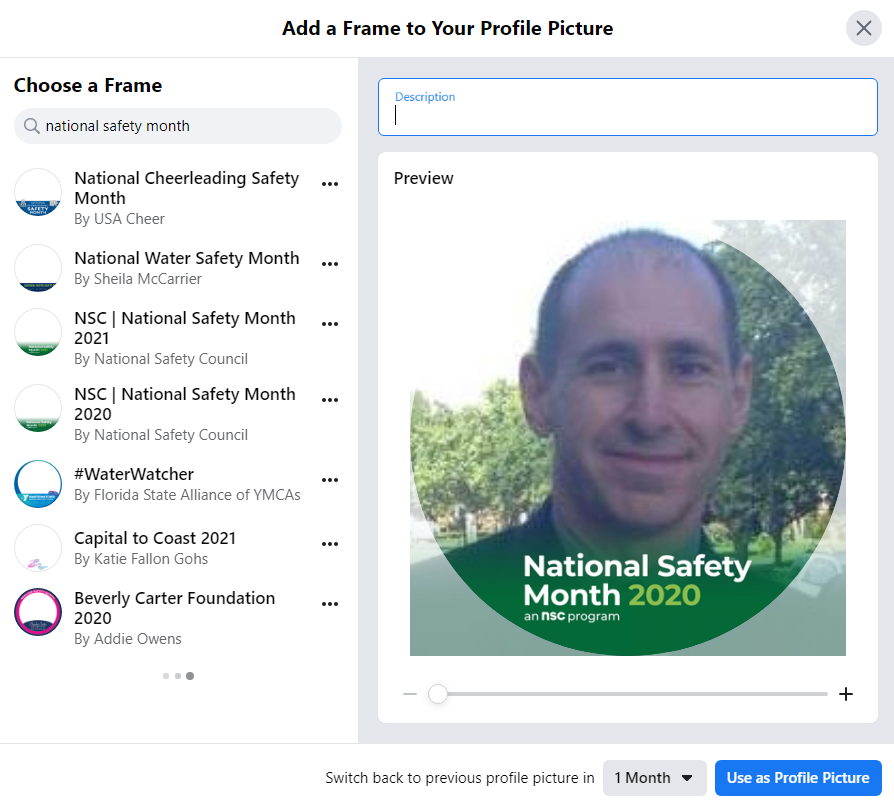 Add a Frame to Your Profile Picture
Choose a Frame
national safety month
National Cheerleading Safety
Month
By USA Cheer
National Water Safety Month
By Sheila McCarrier
NSC | National Safety Month
2021
By National Safety Council
NSC | National Safety Month
2020
By National Safety Council
#WaterWatcher
By Florida State Alliance of YMCAs
Capital to Coast 2021
By Katie Fallon Gohs
Beverly Carter Foundation
2020
By Addie Owens
Description
Preview
National Safety
Month 2020
an nsc program
Switch back to previous profile picture in
1 Month
Use as Profile Picture